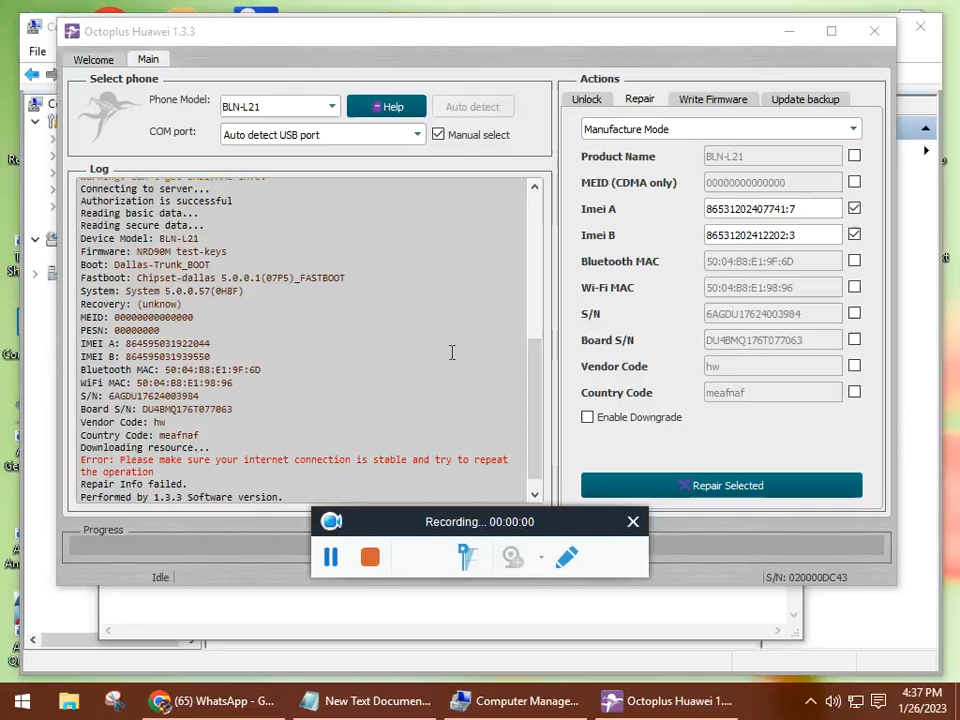 Octoplus Huawei 1.3.3
File
Welcome
Main
Select phone
Phone Model:
BLN-L21
Help
Auto detect
COM port:
Auto detect USB port
Manual select
Log
Connecting to server...
Authorization is successful
Reading basic data...
Reading secure data...
Device Model: BLN-L21
Firmware: NRD90M test-keys
Boot: Dallas-Trunk_BOOT
Fastboot: Chipset-dallas 5.0.0.1(07P5)_FASTBOOT
System: System 5.0.0.57(0H8F)
Recovery: (unknow)
MEID: 00000000000000
PESN: 00000000
IMEI A: 864595031922044
IMEI B: 864595031939550
Bluetooth MAC: 50:04:B8:E1:9F:6D
WiFi MAC: 50:04:B8:E1:98:96
S/N: 6AGDU17624003984
Board S/N: DU4BMQ176T077063
Vendor Code: hw
Country Code: meafnaf
Downloading resource...
Error: Please make sure your internet connection is stable and try to repeat
the operation
Repair Info failed.
Performed by 1.3.3 Software version.
Actions
Unlock
Repair
Write Firmware
Update backup
Manufacture Mode
Product Name
BLN-L21
MEID (CDMA only)
00000000000000
Imei A
86531202407741:7
Imei B
86531202412202:3
Bluetooth MAC
50:04:B8:E1:9F:6D
Wi-Fi MAC
50:04:B8:E1:98:96
S/N
6AGDU17624003984
Board S/N
DU4BMQ176T077063
Vendor Code
hw
Country Code
meafnaf
Enable Downgrade
Repair Selected
Recording... 00:00:00
Progress
Idle
S/N: 020000DC43
(65) WhatsApp - G...
New Text Documen...
Computer Manage...
Octoplus Huawei 1....
4:37 PM
1/26/2023